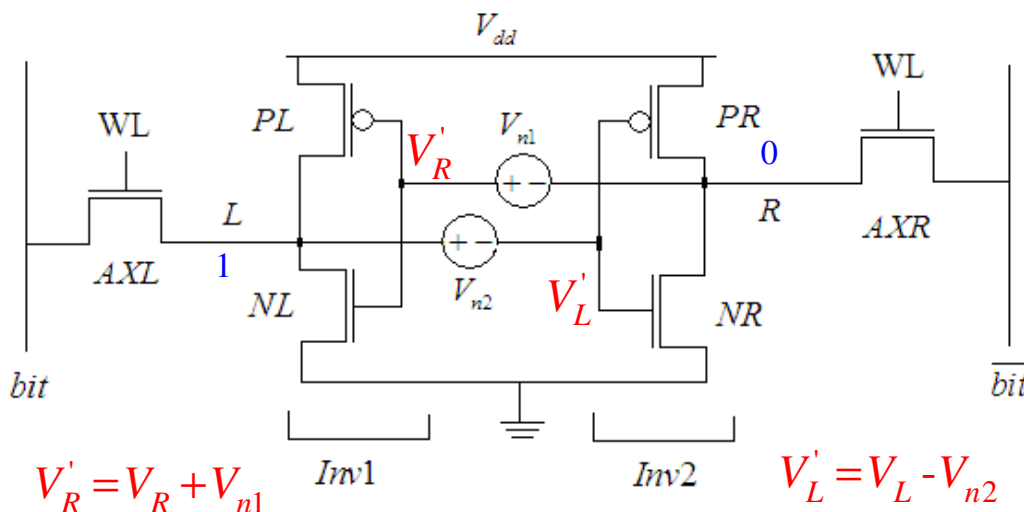 V_dd
WL
WL
PL
V'_R
V_n1
PR
0
+ −
L
R
AXR
1
+ −
AXL
V_n2
V'_L
NL
NR
bit
\overline{bit}
Inv1
Inv2
V'_R = V_R + V_n1
V'_L = V_L - V_n2